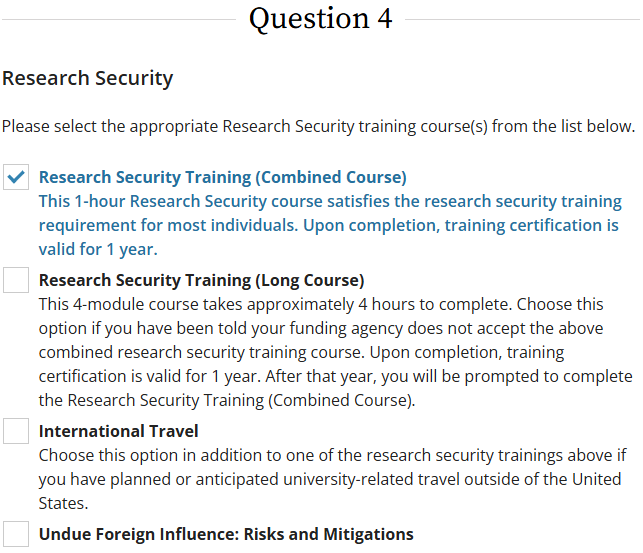 Question 4
Research Security
Please select the appropriate Research Security training course(s) from the list below.
Research Security Training (Combined Course)
This 1-hour Research Security course satisfies the research security training
requirement for most individuals. Upon completion, training certification is
valid for 1 year.
Research Security Training (Long Course)
This 4-module course takes approximately 4 hours to complete. Choose this
option if you have been told your funding agency does not accept the above
combined research security training course. Upon completion, training
certification is valid for 1 year. After that year, you will be prompted to complete
the Research Security Training (Combined Course).
International Travel
Choose this option in addition to one of the research security trainings above if
you have planned or anticipated university-related travel outside of the United
States.
Undue Foreign Influence: Risks and Mitigations